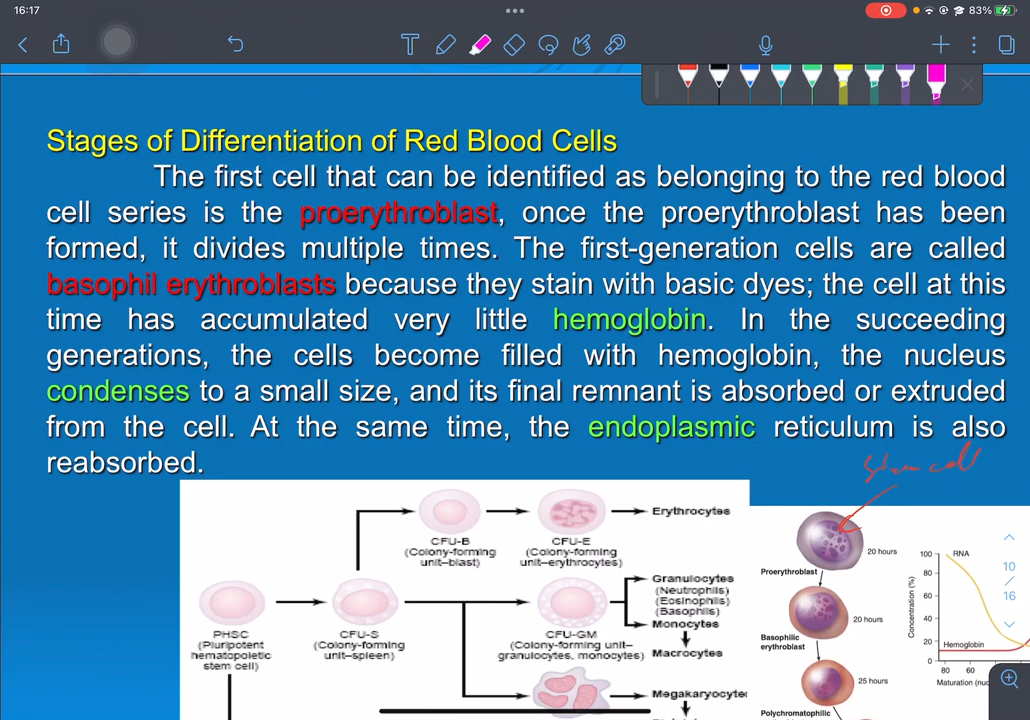 16:17
83%
Stages of Differentiation of Red Blood Cells
The first cell that can be identified as belonging to the red blood
cell series is the proerythroblast, once the proerythroblast has been
formed, it divides multiple times. The first-generation cells are called
basophil erythroblasts because they stain with basic dyes; the cell at this
time has accumulated very little hemoglobin. In the succeeding
generations, the cells become filled with hemoglobin, the nucleus
condenses to a small size, and its final remnant is absorbed or extruded
from the cell. At the same time, the endoplasmic reticulum is also
reabsorbed.
stem cell
CFU-B
(Colony-forming
unit–blast)
CFU-E
(Colony-forming
unit–erythrocytes)
Erythrocytes
PHSC
(Pluripotent
hematopoietic
stem cell)
CFU-S
(Colony-forming
unit–spleen)
CFU-GM
(Colony-forming unit–
granulocytes, monocytes)
Granulocytes
(Neutrophils)
(Eosinophils)
(Basophils)
Monocytes
Macrocytes
Megakaryocytes
20 hours
Proerythroblast
20 hours
Basophilic
erythroblast
25 hours
Polychromatophilic
Concentration (%)
100
80
60
40
20
0
RNA
Hemoglobin
80
60
Maturation (nuc
10
/
16